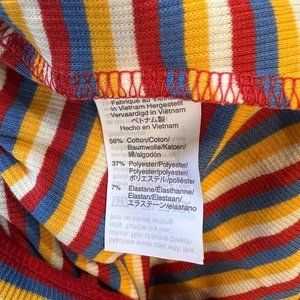 Fabriqué au Vietnam
in Vietnam Hergestellt
Vervaardigd in Vietnam
ベトナム製
Hecho en Vietnam
56% Cotton/Coton/
Baumwolle/Katoen/
綿/algodón
37% Polyester/Polyester/
Polyester/Polyester/
ポリエステル/poliéster
7% Elastane/Élasthanne/
Elastan/Elastaan/
エラステーン/elastano